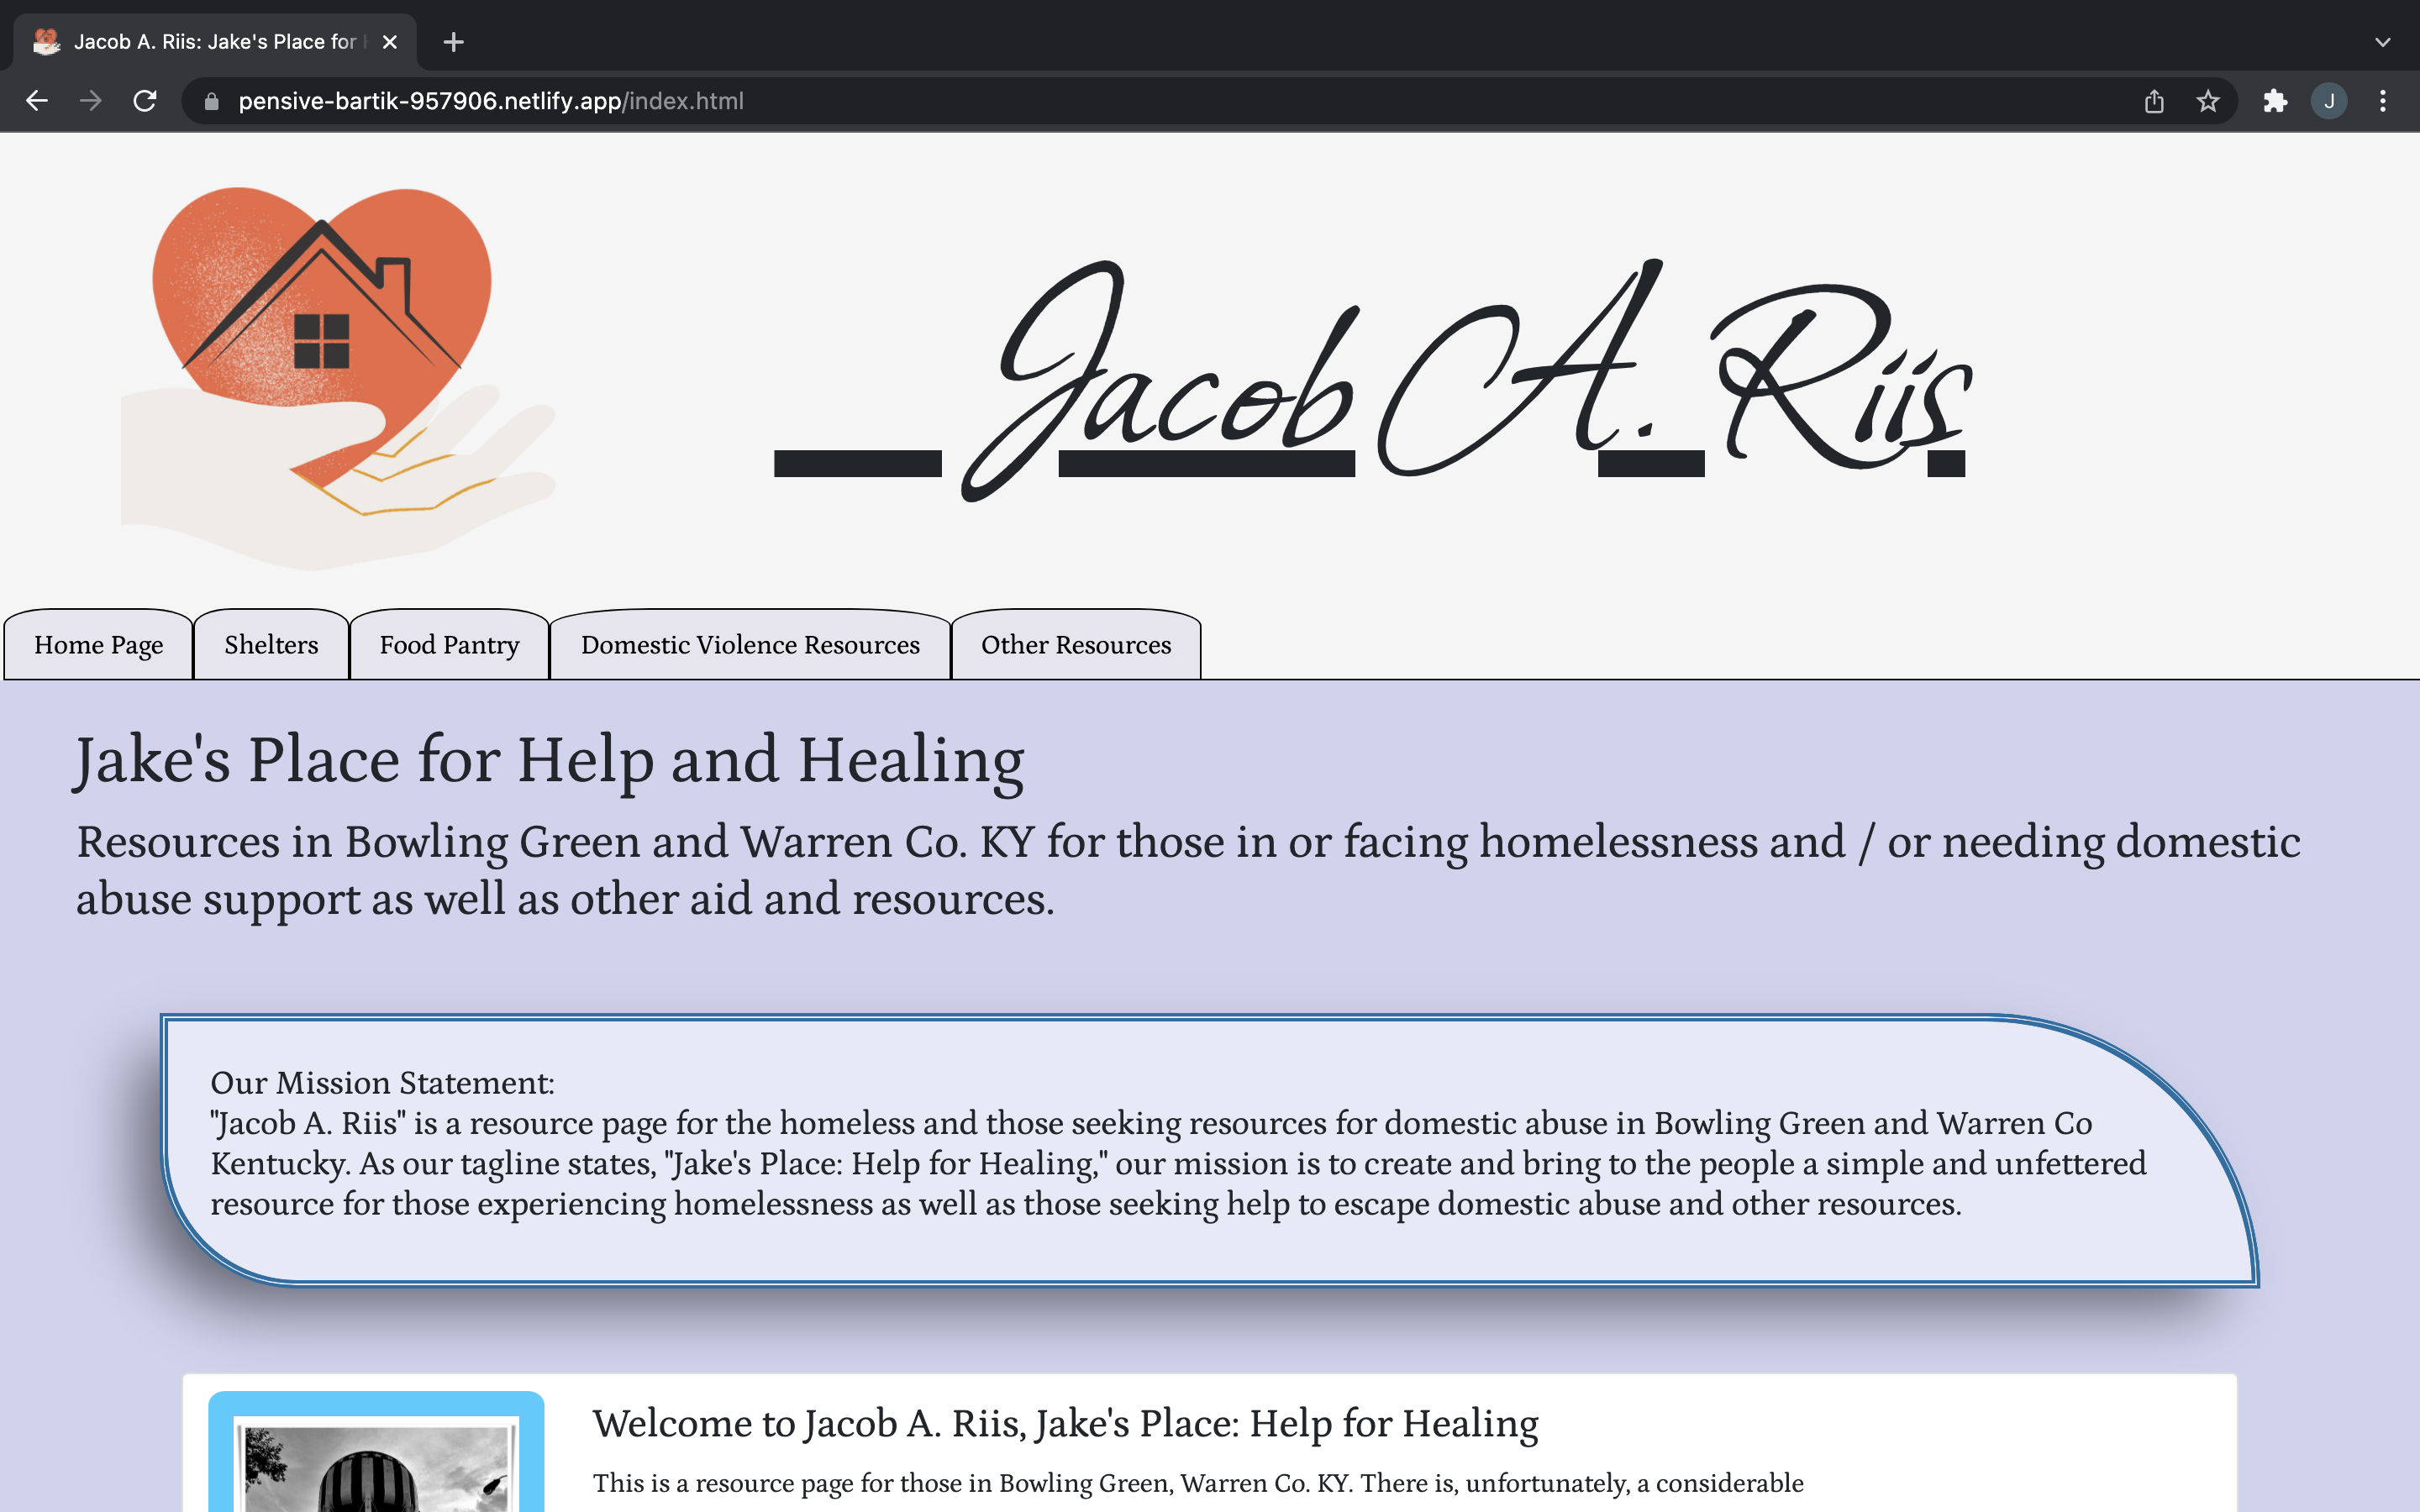 Jacob A. Riis: Jake's Place for
pensive-bartik-957906.netlify.app/index.html
J
Jacob A. Riis
Home Page
Shelters
Food Pantry
Domestic Violence Resources
Other Resources
Jake's Place for Help and Healing
Resources in Bowling Green and Warren Co. KY for those in or facing homelessness and / or needing domestic
abuse support as well as other aid and resources.
Our Mission Statement:
"Jacob A. Riis" is a resource page for the homeless and those seeking resources for domestic abuse in Bowling Green and Warren Co
Kentucky. As our tagline states, "Jake's Place: Help for Healing," our mission is to create and bring to the people a simple and unfettered
resource for those experiencing homelessness as well as those seeking help to escape domestic abuse and other resources.
Welcome to Jacob A. Riis, Jake's Place: Help for Healing
This is a resource page for those in Bowling Green, Warren Co. KY. There is, unfortunately, a considerable